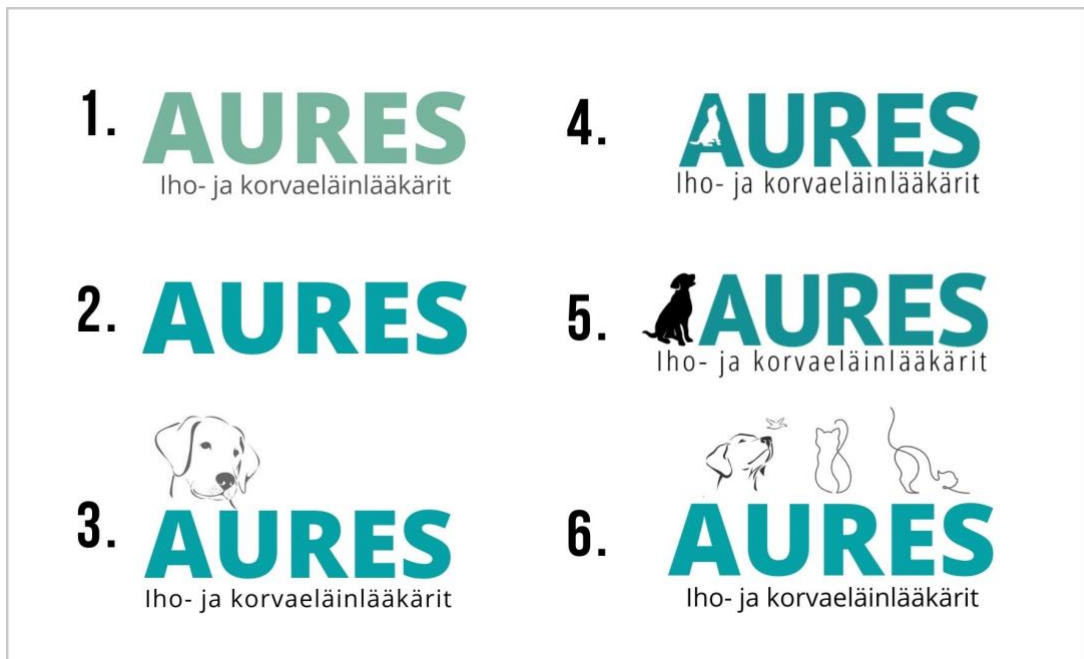 1.
AURES
Iho- ja korvaeläinlääkärit
2.
AURES
3.
AURES
Iho- ja korvaeläinlääkärit
4.
AURES
Iho- ja korvaeläinlääkärit
5.
AURES
Iho- ja korvaeläinlääkärit
6.
AURES
Iho- ja korvaeläinlääkärit